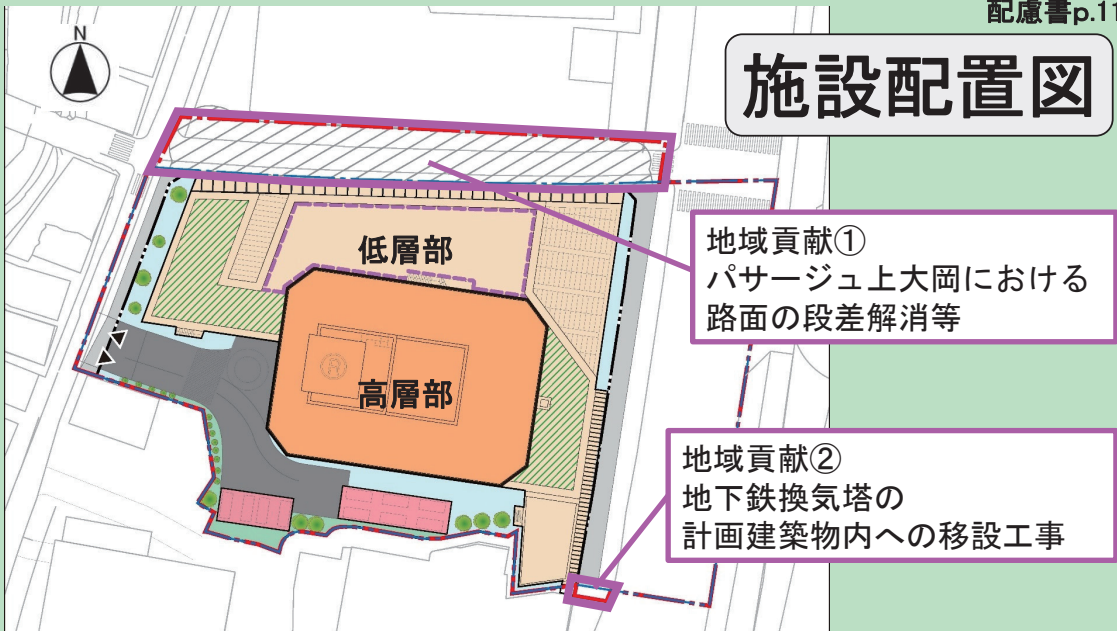 配慮書p.11
施設配置図
N
地域貢献①
パサージュ上大岡における
路面の段差解消等
低層部
高層部
地域貢献②
地下鉄換気塔の
計画建築物内への移設工事